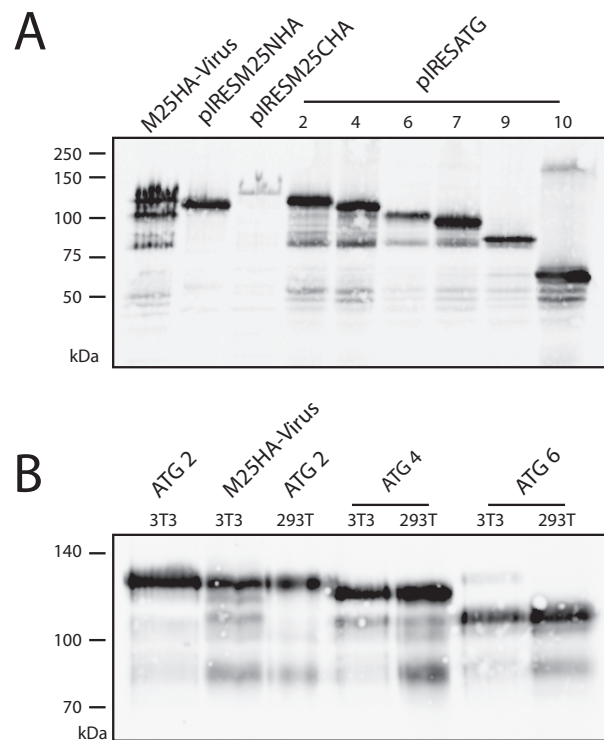 A
M25HA-Virus
pIRESM25NHA
pIRESM25CHA
pIRESATG
2 4 6 7 9 10
250
150
100
75
50
kDa
B
ATG 2
M25HA-Virus
ATG 2
ATG 4
ATG 6
3T3 3T3 293T 3T3 293T 3T3 293T
140
100
70
kDa